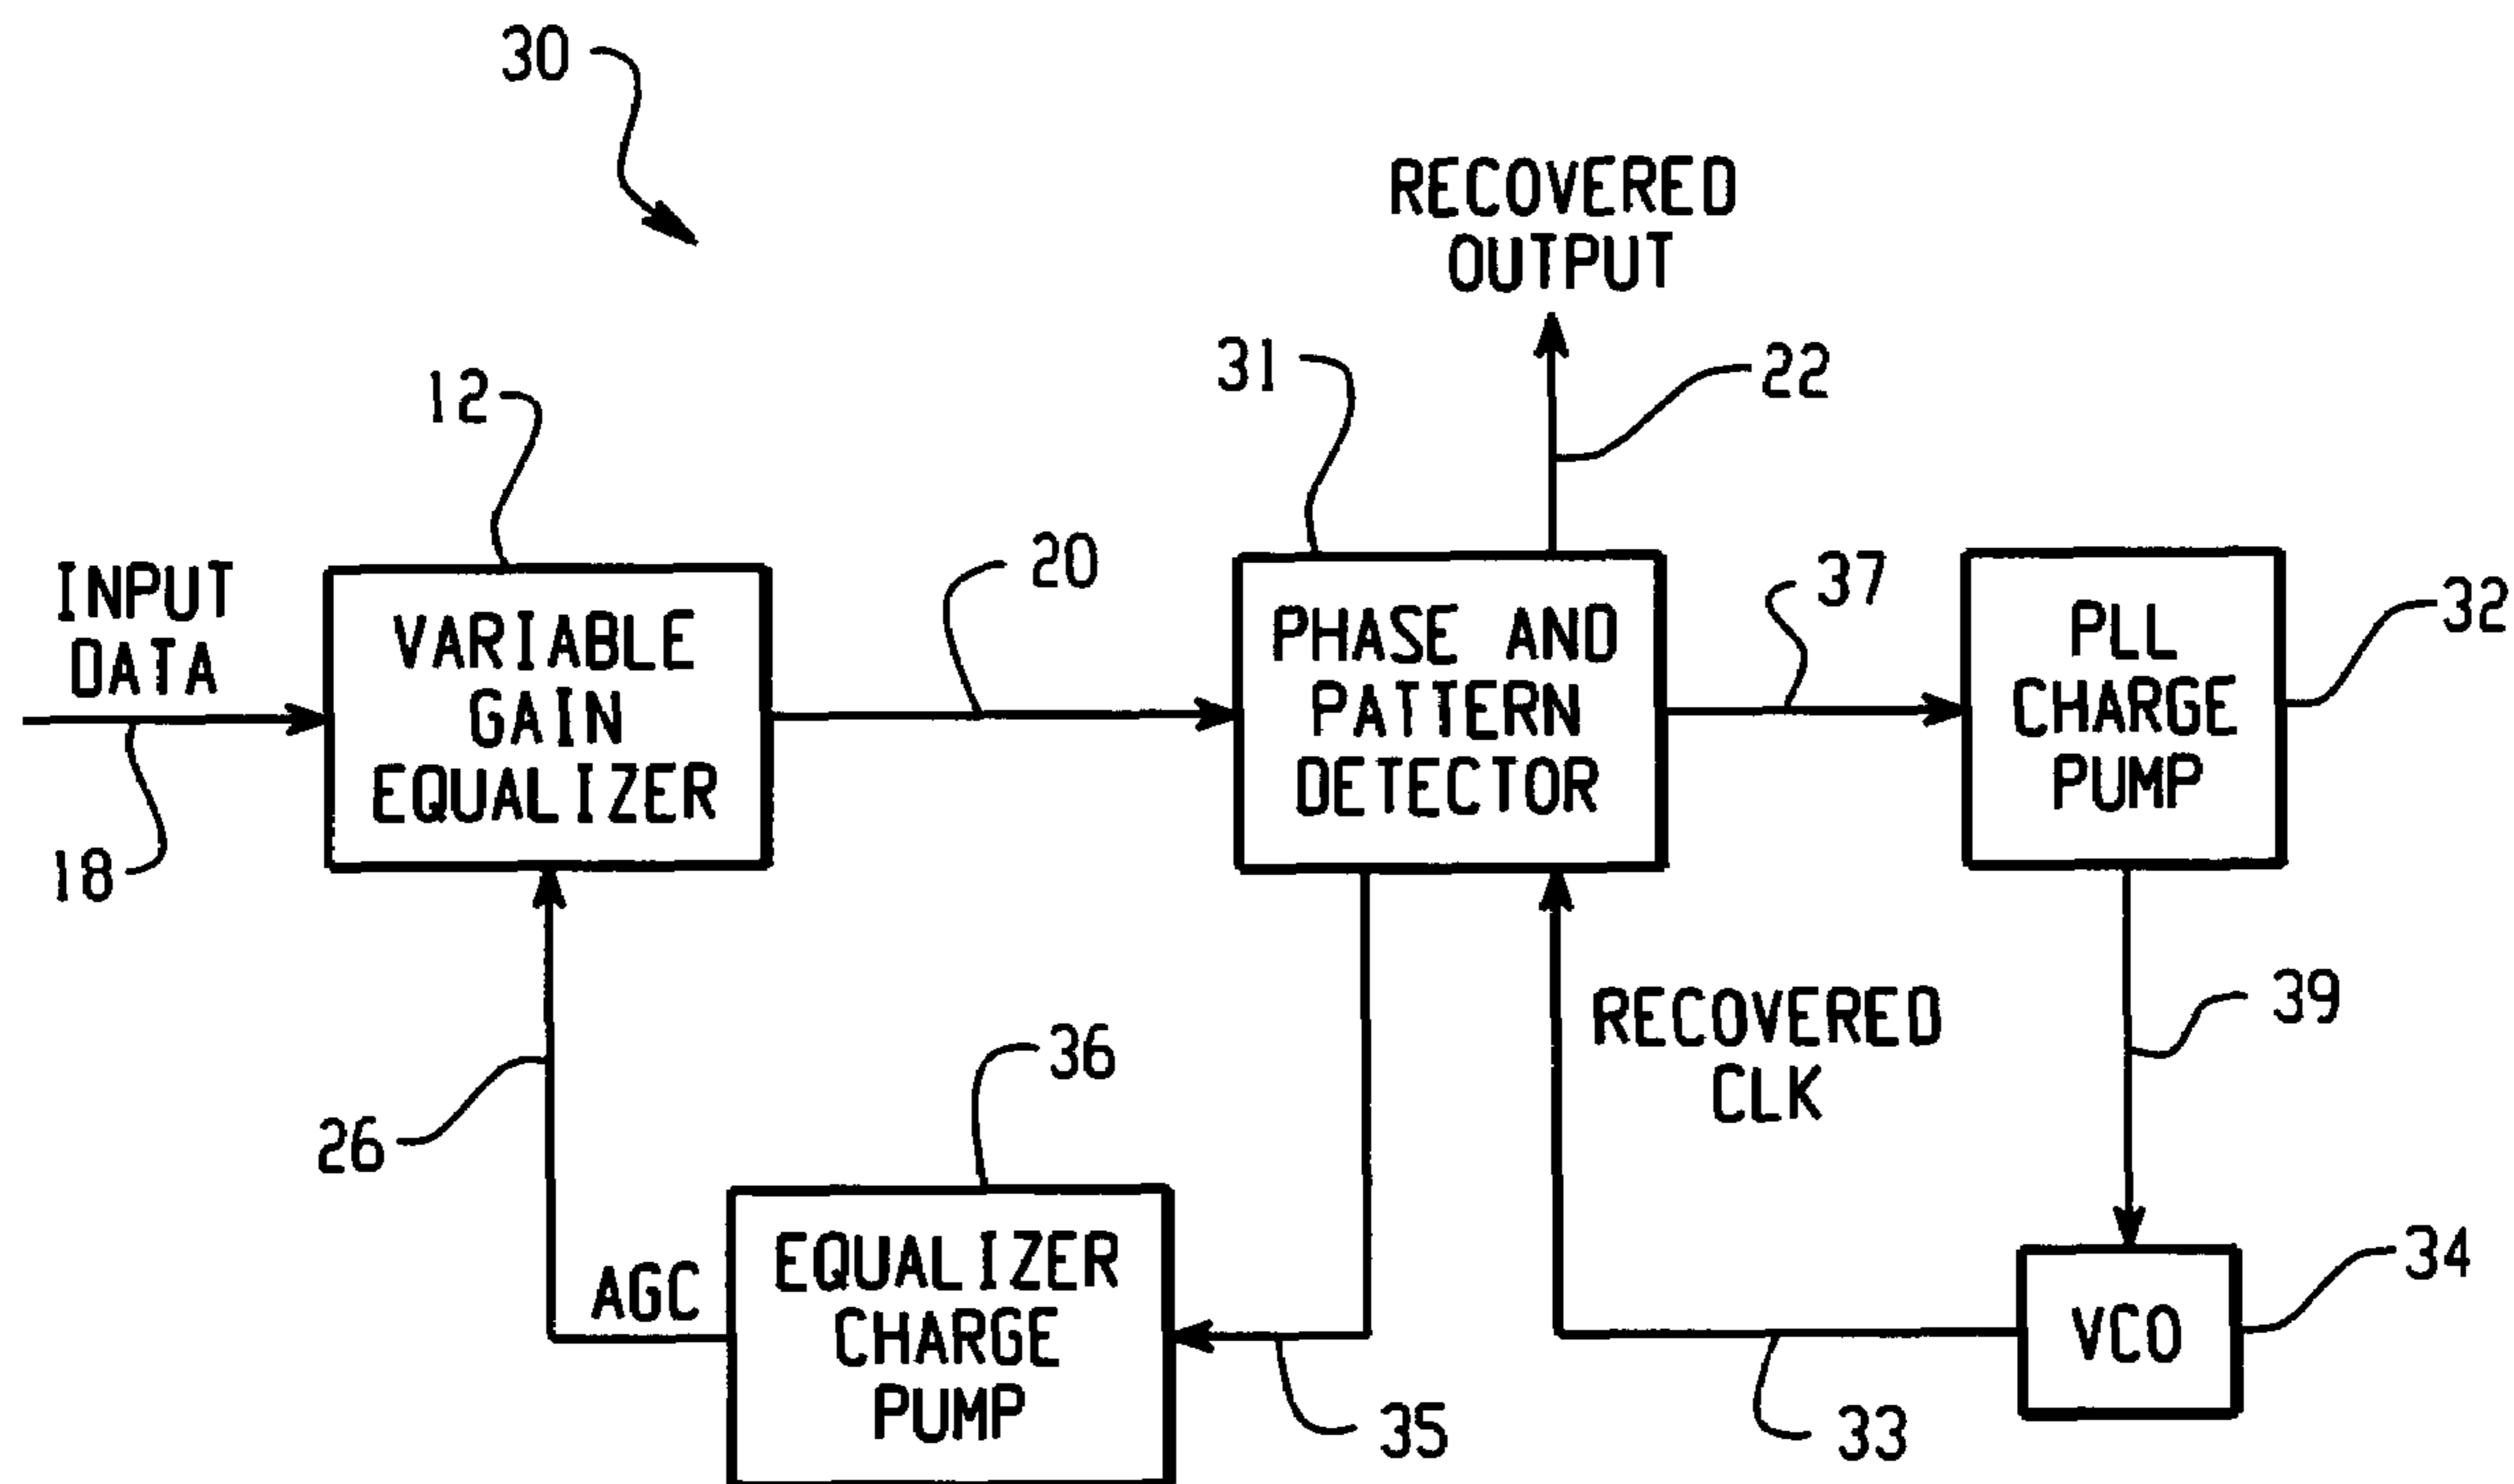 30
RECOVERED
OUTPUT
31
22
12
20
37
32
INPUT
DATA
18
VARIABLE
GAIN
EQUALIZER
PHASE AND
PATTERN
DETECTOR
PLL
CHARGE
PUMP
39
RECOVERED
CLK
36
26
AGC
EQUALIZER
CHARGE
PUMP
35
33
VCO
34